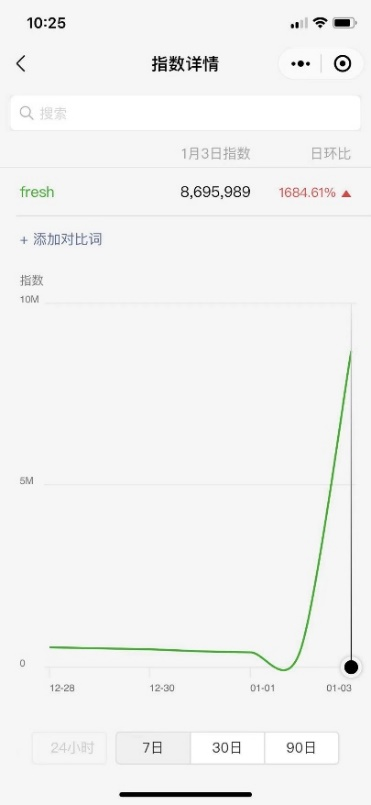 10:25
指数详情
搜索
1月3日指数 日环比
fresh 8,695,989 1684.61%
+ 添加对比词
指数
10M
5M
0
12-28 12-30 01-01 01-03
24小时 7日 30日 90日